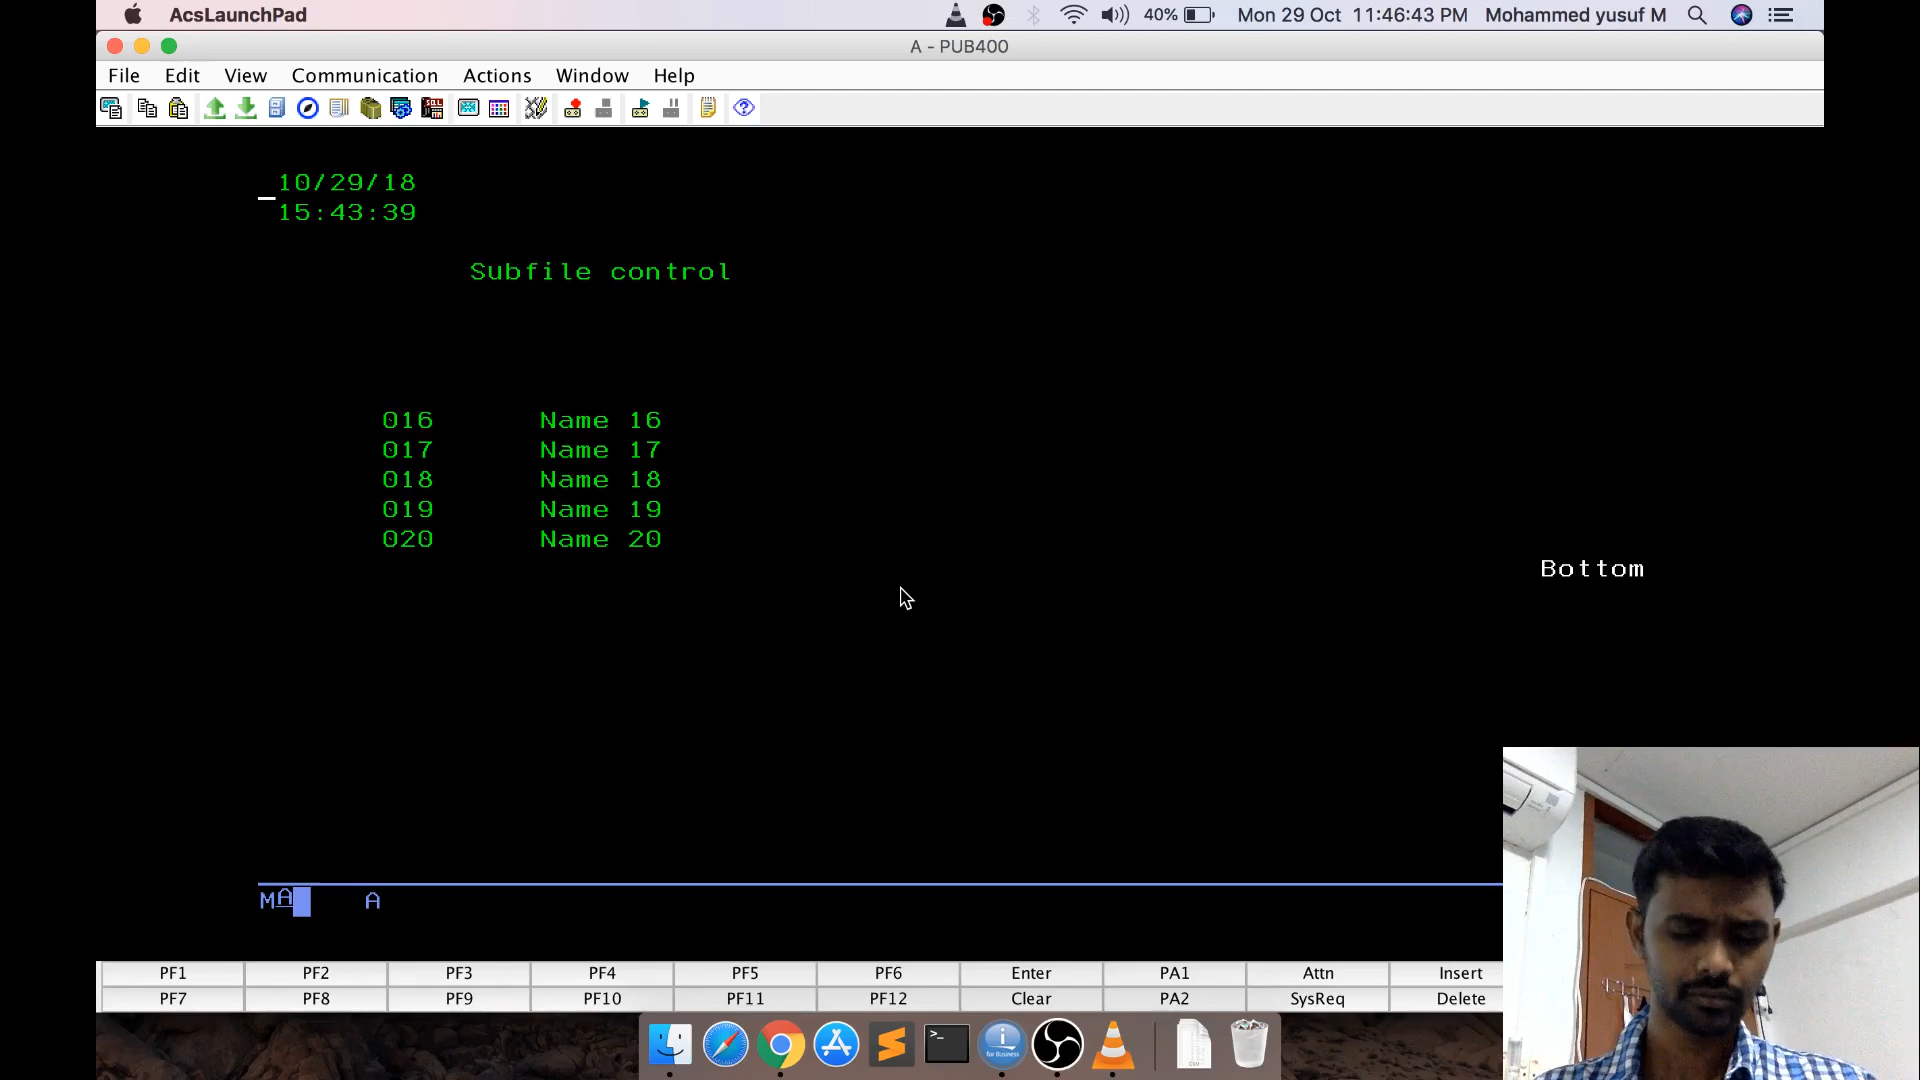 AcsLaunchPad 40% Mon 29 Oct 11:46:43 PM Mohammed yusuf M
A - PUB400
File Edit View Communication Actions Window Help
10/29/18
15:43:39
Subfile control
016 Name 16
017 Name 17
018 Name 18
019 Name 19
020 Name 20
Bottom
MA A
PF1 PF2 PF3 PF4 PF5 PF6 Enter PA1 Attn Insert
PF7 PF8 PF9 PF10 PF11 PF12 Clear PA2 SysReq Delete